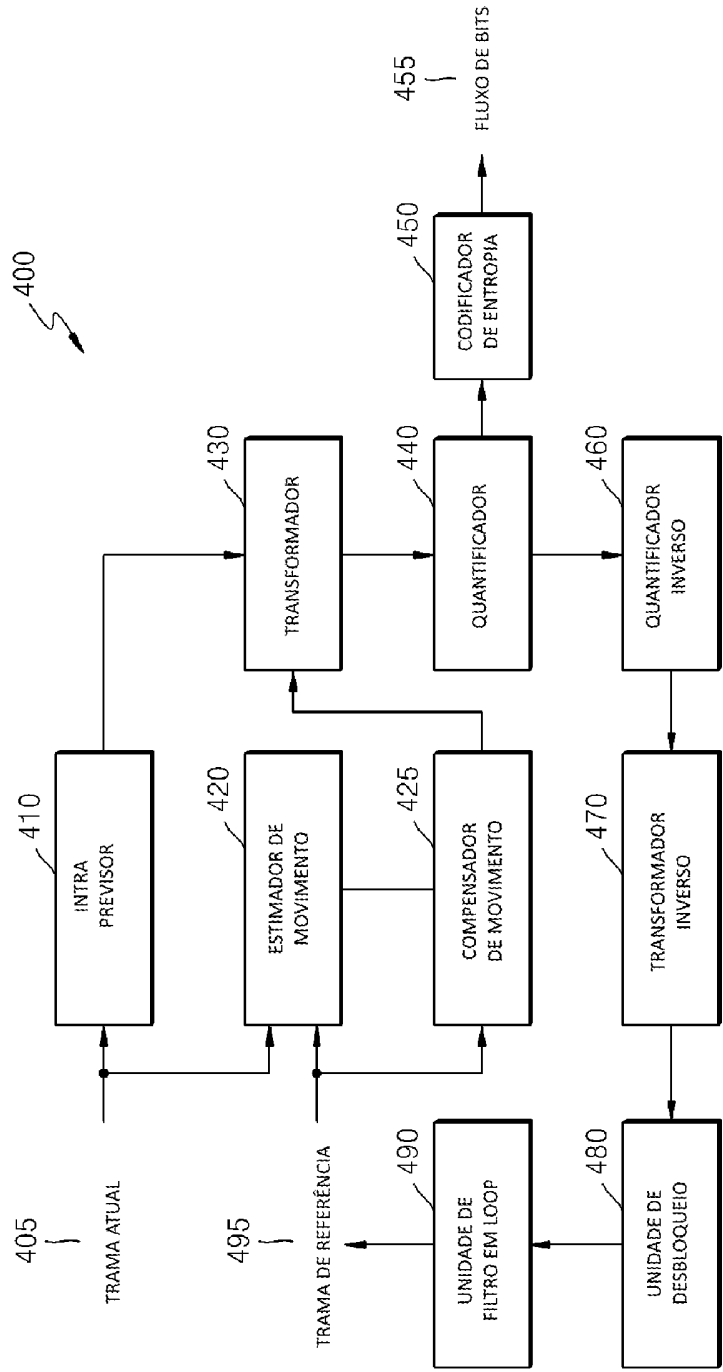 400
405
TRAMA ATUAL
410
INTRA
PREVISOR
495
TRAMA DE REFERÊNCIA
420
ESTIMADOR DE
MOVIMENTO
425
COMPENSADOR
DE MOVIMENTO
430
TRANSFORMADOR
440
QUANTIFICADOR
450
CODIFICADOR
DE ENTROPIA
455
FLUXO DE BITS
460
QUANTIFICADOR
INVERSO
470
TRANSFORMADOR
INVERSO
480
UNIDADE DE
DESBLOQUEIO
490
UNIDADE DE
FILTRO EM LOOP